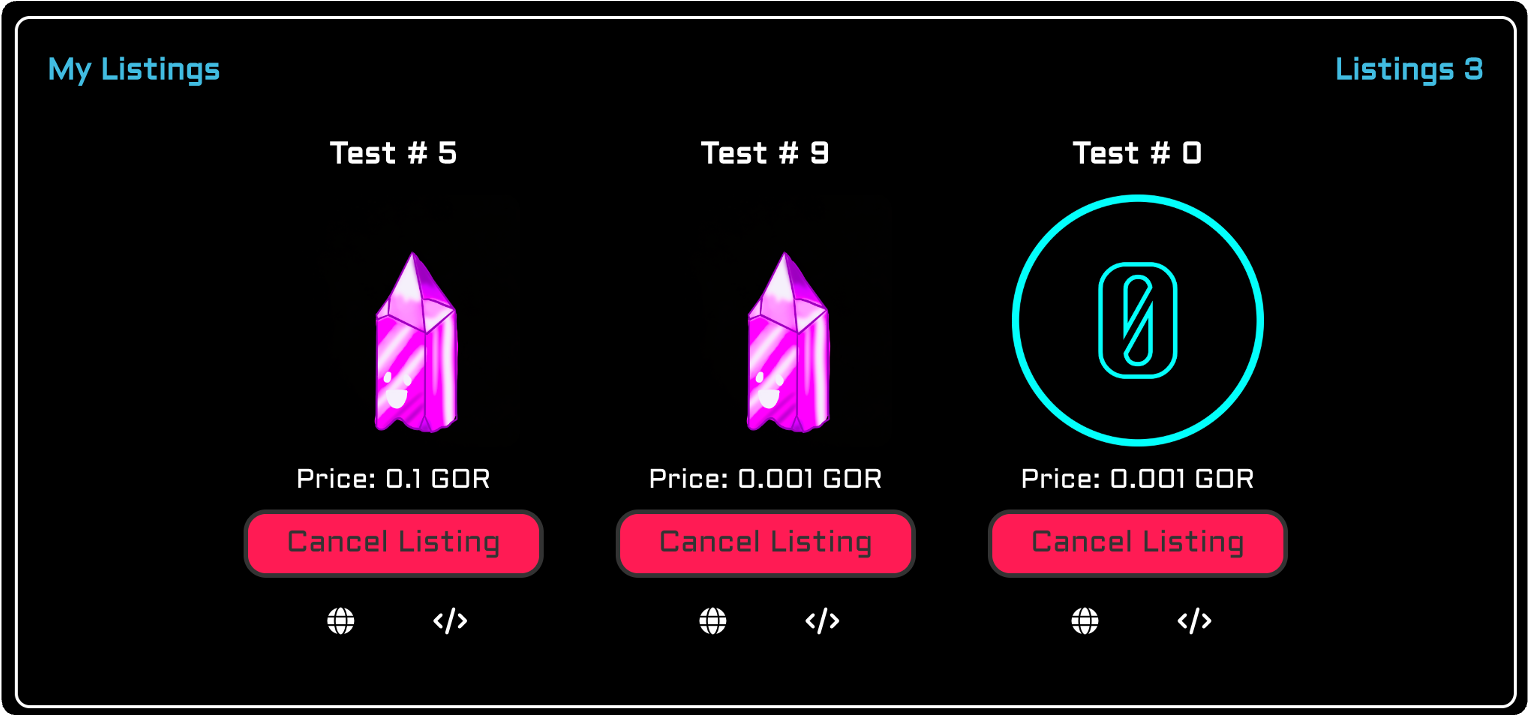 My Listings
Listings 3
Test # 5
Test # 9
Test # 0
0
Price: 0.1 GOR
Price: 0.001 GOR
Price: 0.001 GOR
Cancel Listing
Cancel Listing
Cancel Listing